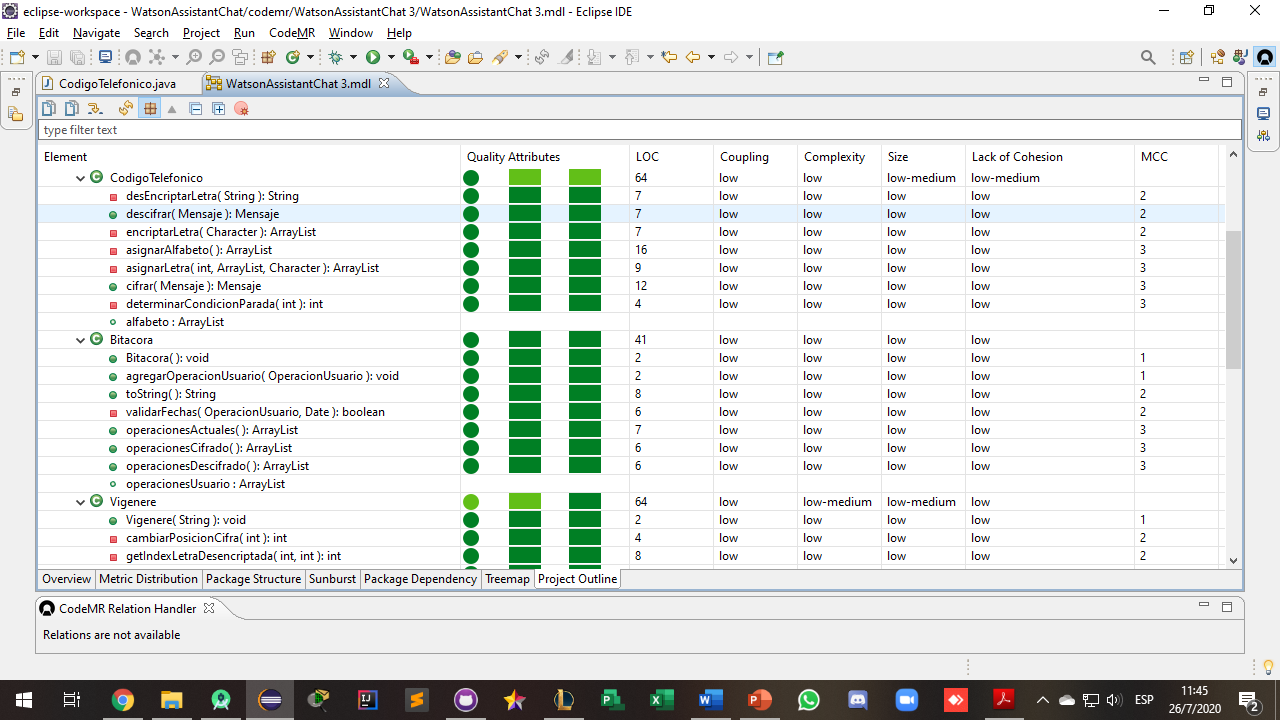 eclipse-workspace - WatsonAssistantChat/codemr/WatsonAssistantChat 3/WatsonAssistantChat 3.mdl - Eclipse IDE
File Edit Navigate Search Project Run CodeMR Window Help
CodigoTelefonico.java WatsonAssistantChat 3.mdl
type filter text
Element Quality Attributes LOC Coupling Complexity Size Lack of Cohesion MCC
CodigoTelefonico 64 low low low-medium low-medium
desEncriptarLetra( String ): String 7 low low low low 2
descifrar( Mensaje ): Mensaje 7 low low low low 2
encriptarLetra( Character ): ArrayList 7 low low low low 2
asignarAlfabeto( ): ArrayList 16 low low low low 3
asignarLetra( int, ArrayList, Character ): ArrayList 9 low low low low 3
cifrar( Mensaje ): Mensaje 12 low low low low 3
determinarCondicionParada( int ): int 4 low low low low 3
alfabeto : ArrayList
Bitacora 41 low low low low
Bitacora( ): void 2 low low low low 1
agregarOperacionUsuario( OperacionUsuario ): void 2 low low low low 1
toString( ): String 8 low low low low 2
validarFechas( OperacionUsuario, Date ): boolean 6 low low low low 2
operacionesActuales( ): ArrayList 7 low low low low 3
operacionesCifrado( ): ArrayList 6 low low low low 3
operacionesDescifrado( ): ArrayList 6 low low low low 3
operacionesUsuario : ArrayList
Vigenere 64 low low-medium low-medium low
Vigenere( String ): void 2 low low low low 1
cambiarPosicionCifra( int ): int 4 low low low low 2
getIndexLetraDesencriptada( int, int ): int 8 low low low low 2
Overview Metric Distribution Package Structure Sunburst Package Dependency Treemap Project Outline
CodeMR Relation Handler
Relations are not available
ESP
11:45
26/7/2020
2